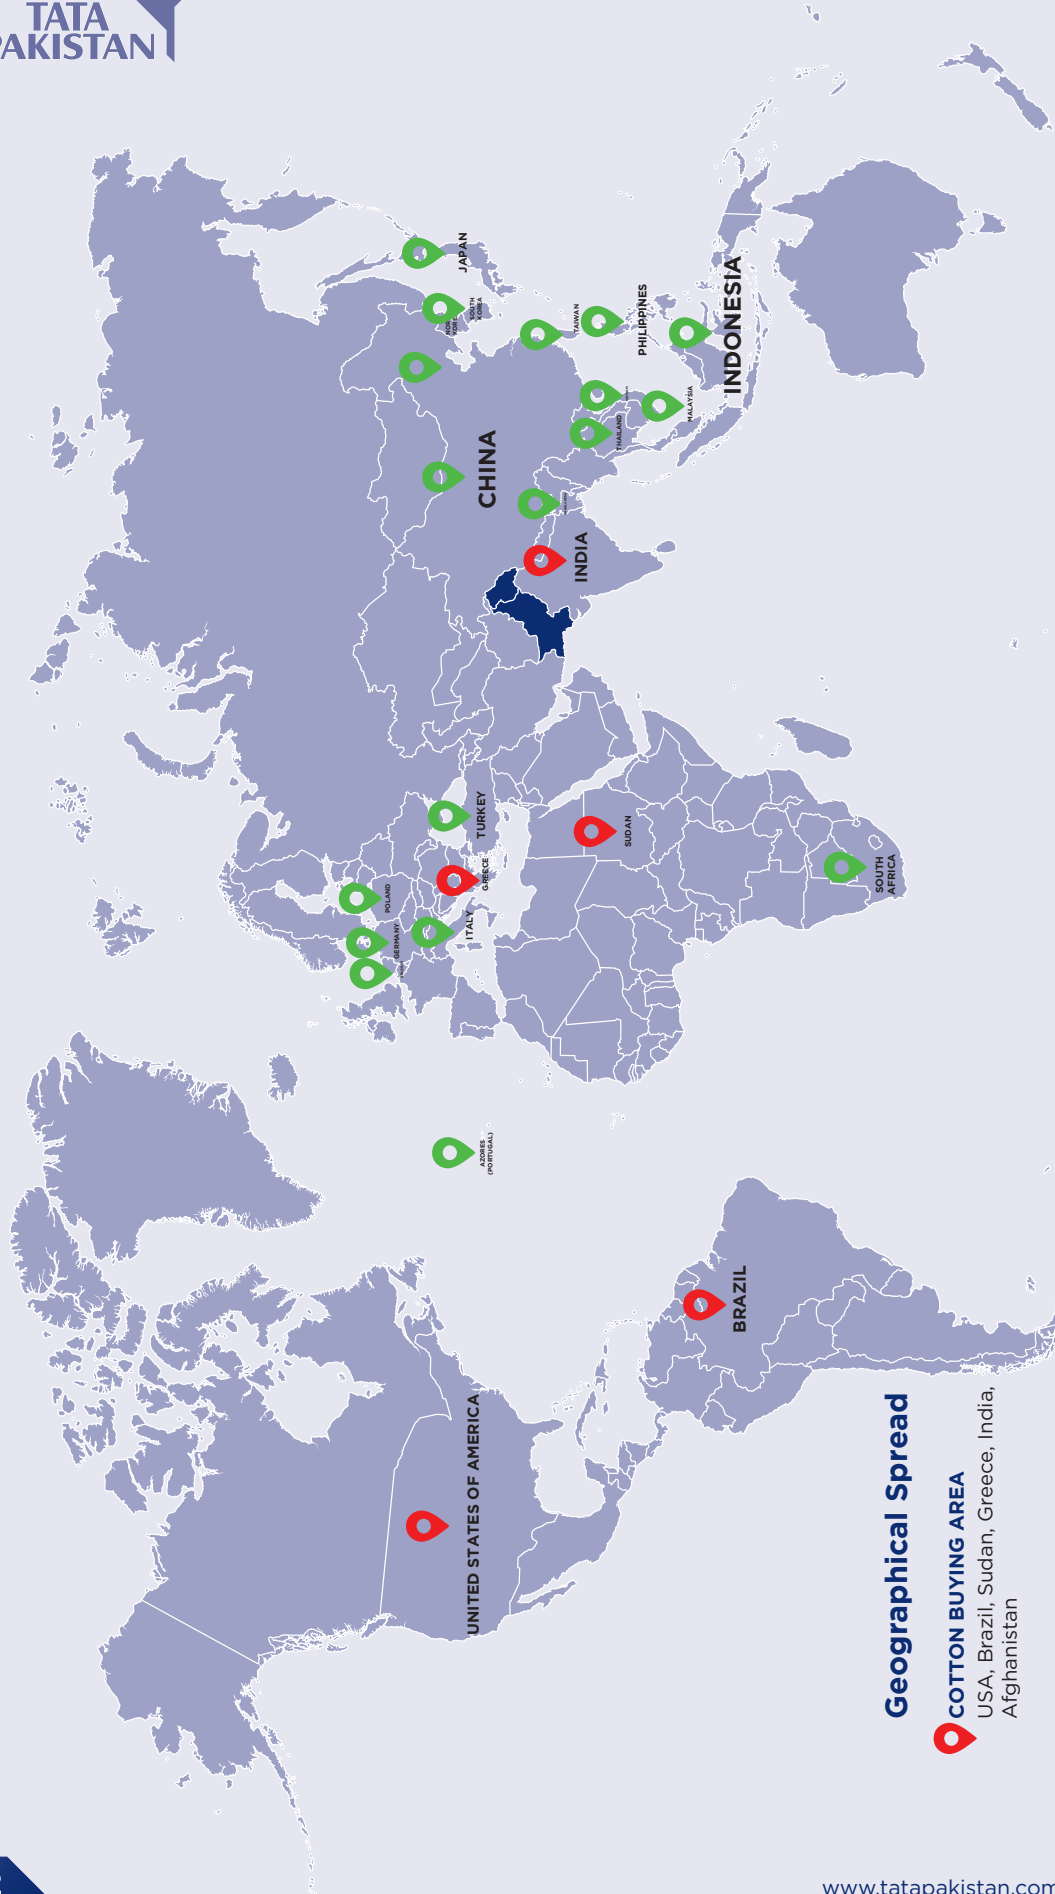 TATA
PAKISTAN
JAPAN
SOUTH
KOREA
TAIWAN
PHILIPPINES
INDONESIA
MALAYSIA
THAILAND
CHINA
INDIA
TURKEY
GREECE
SUDAN
SOUTH
AFRICA
POLAND
GERMANY
ITALY
AZORES
(PORTUGAL)
BRAZIL
UNITED STATES OF AMERICA
Geographical Spread
COTTON BUYING AREA
USA, Brazil, Sudan, Greece, India,
Afghanistan
www.tatapakistan.com